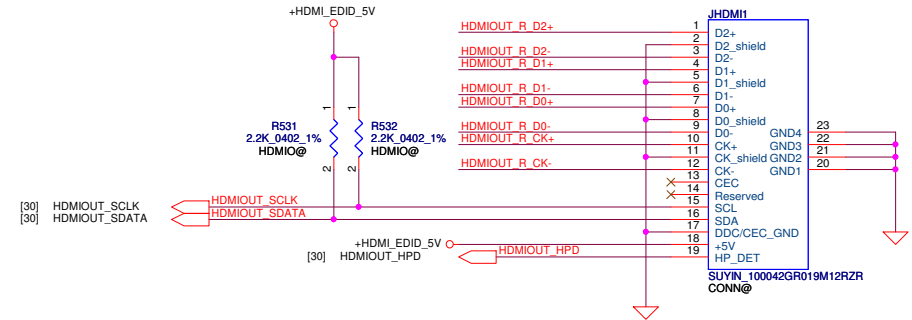 +HDMI_EDID_5V
1
1
R531
2.2K_0402_1%
HDMIO@
R532
2.2K_0402_1%
HDMIO@
2
2
[30] HDMIOUT_SCLK
HDMIOUT_SCLK
[30] HDMIOUT_SDATA
HDMIOUT_SDATA
+HDMI_EDID_5V
[30] HDMIOUT_HPD
HDMIOUT_HPD
JHDMI1
HDMIOUT_R_D2+ 1 D2+
2 D2_shield
HDMIOUT_R_D2- 3 D2-
HDMIOUT_R_D1+ 4 D1+
5 D1_shield
HDMIOUT_R_D1- 6 D1-
HDMIOUT_R_D0+ 7 D0+
8 D0_shield
HDMIOUT_R_D0- 9 D0-
HDMIOUT_R_CK+ 10 CK+
11 CK_shield
HDMIOUT_R_CK- 12 CK-
13 CEC
14 Reserved
15 SCL
16 SDA
17 DDC/CEC_GND
18 +5V
19 HP_DET
GND4 23
GND3 22
GND2 21
GND1 20
SUYIN_100042GR019M12RZR
CONN@